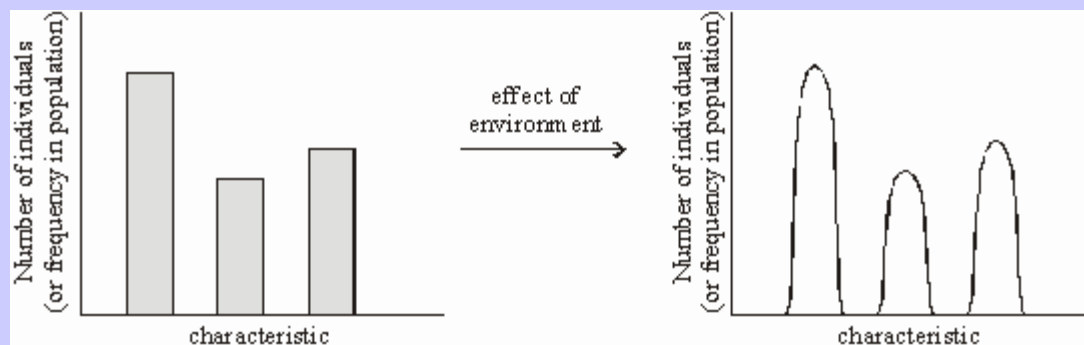 Number of individuals
(or frequency in population)
characteristic
effect of
environment
Number of individuals
(or frequency in population)
characteristic